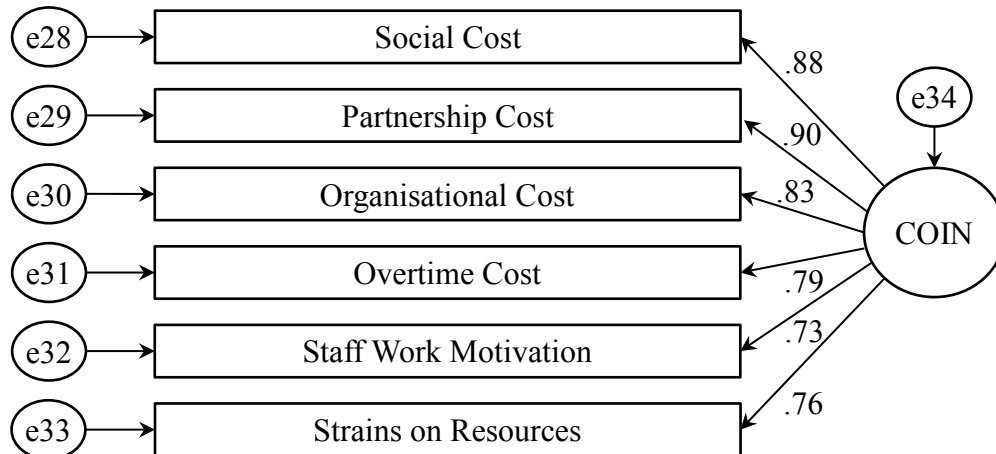 e28
Social Cost
.88
e34
e29
Partnership Cost
.90
e30
Organisational Cost
.83
COIN
e31
Overtime Cost
.79
e32
Staff Work Motivation
.73
e33
Strains on Resources
.76